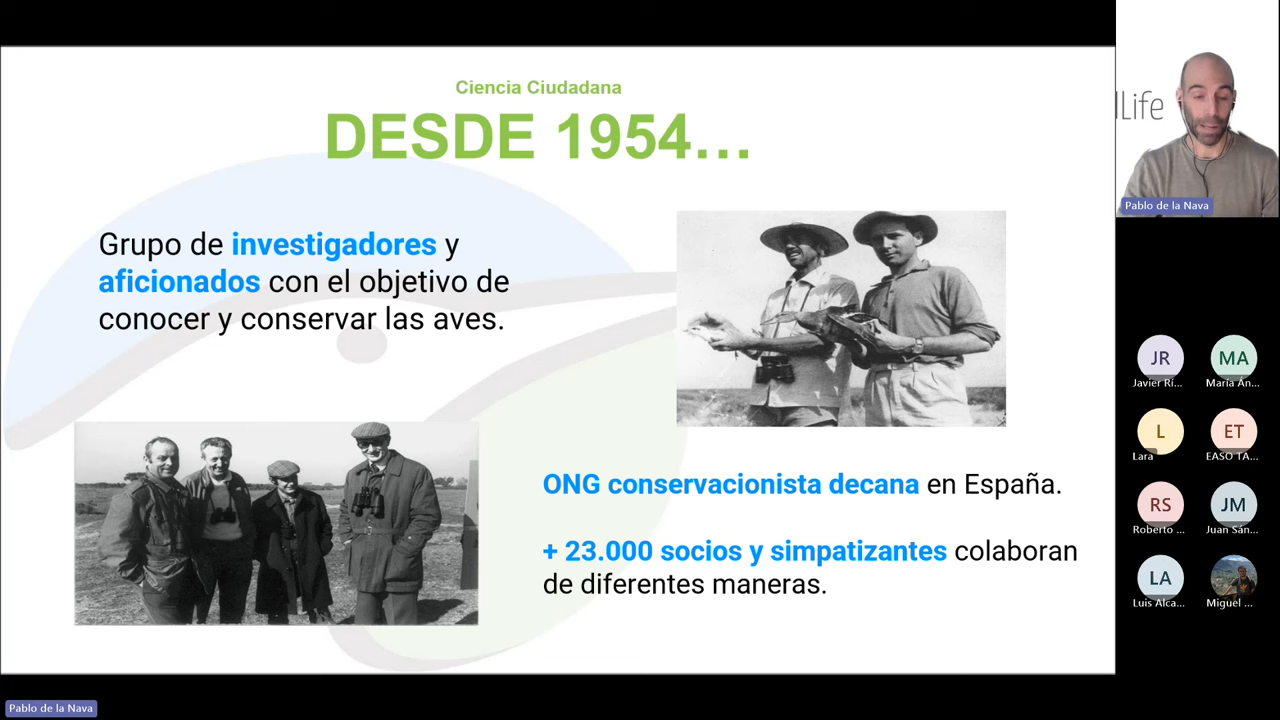 Ciencia Ciudadana
DESDE 1954...
Grupo de investigadores y
aficionados con el objetivo de
conocer y conservar las aves.
ONG conservacionista decana en España.
+ 23.000 socios y simpatizantes colaboran
de diferentes maneras.
Life
Pablo de la Nava
JR
MA
Javier Rí...
María Án...
L
ET
Lara
EASO TA...
RS
JM
Roberto ...
Juan Sán...
LA
Luis Alca...
Miguel ...
Pablo de la Nava